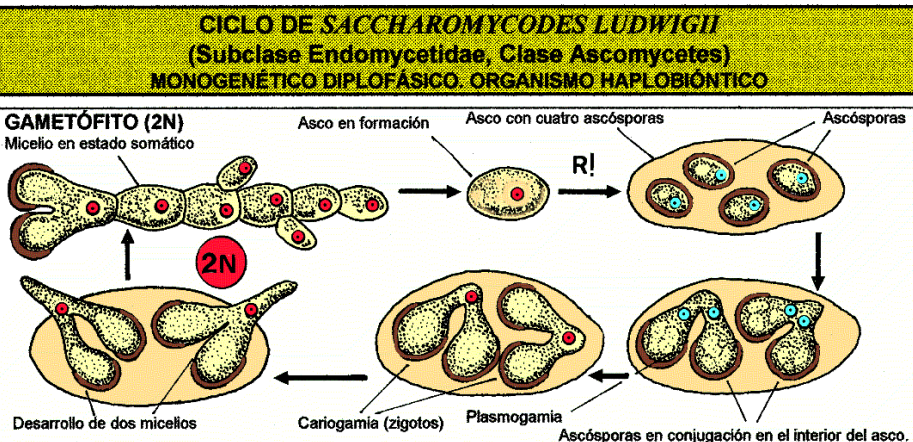 CICLO DE SACCHAROMYCODES LUDWIGII
(Subclase Endomycetidae, Clase Ascomycetes)
MONOGENÉTICO DIPLOFÁSICO. ORGANISMO HAPLOBIÓNTICO
GAMETÓFITO (2N)
Micelio en estado somático
Asco en formación
Asco con cuatro ascósporas
Ascósporas
R!
2N
Desarrollo de dos micelios
Cariogamia (zigotos)
Plasmogamia
Ascósporas en conjugación en el interior del asco.